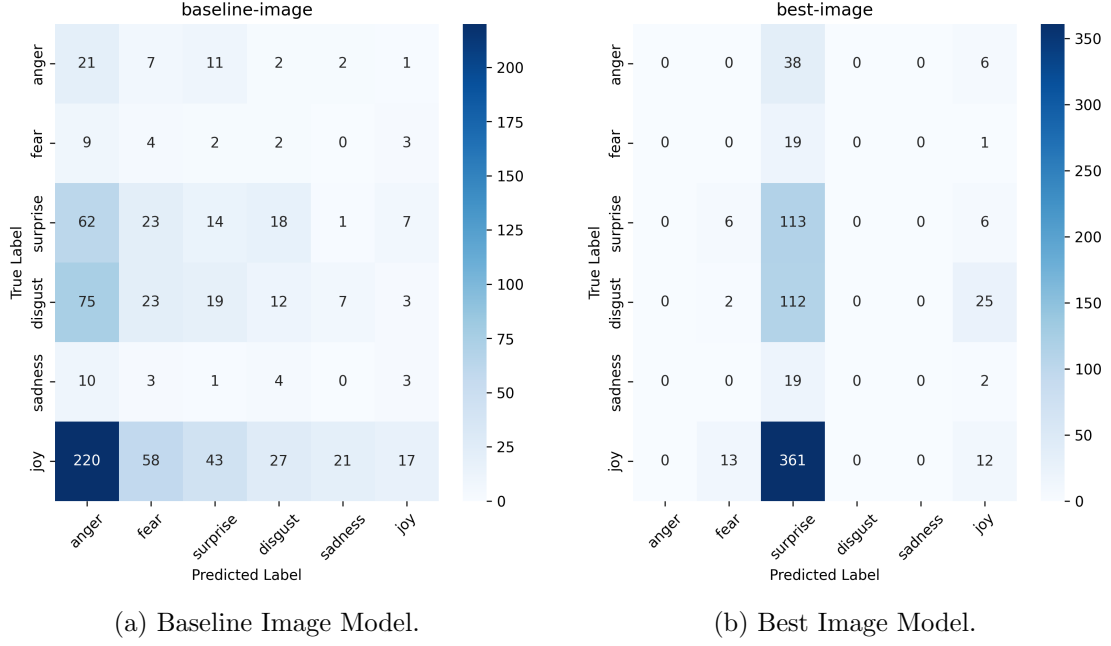 baseline-image
anger 21 7 11 2 2 1
fear 9 4 2 2 0 3
surprise 62 23 14 18 1 7
disgust 75 23 19 12 7 3
sadness 10 3 1 4 0 3
joy 220 58 43 27 21 17
anger fear surprise disgust sadness joy
True Label
Predicted Label
200
175
150
125
100
75
50
25
0
(a) Baseline Image Model.
best-image
anger 0 0 38 0 0 6
fear 0 0 19 0 0 1
surprise 0 6 113 0 0 6
disgust 0 2 112 0 0 25
sadness 0 0 19 0 0 2
joy 0 13 361 0 0 12
anger fear surprise disgust sadness joy
True Label
Predicted Label
350
300
250
200
150
100
50
0
(b) Best Image Model.